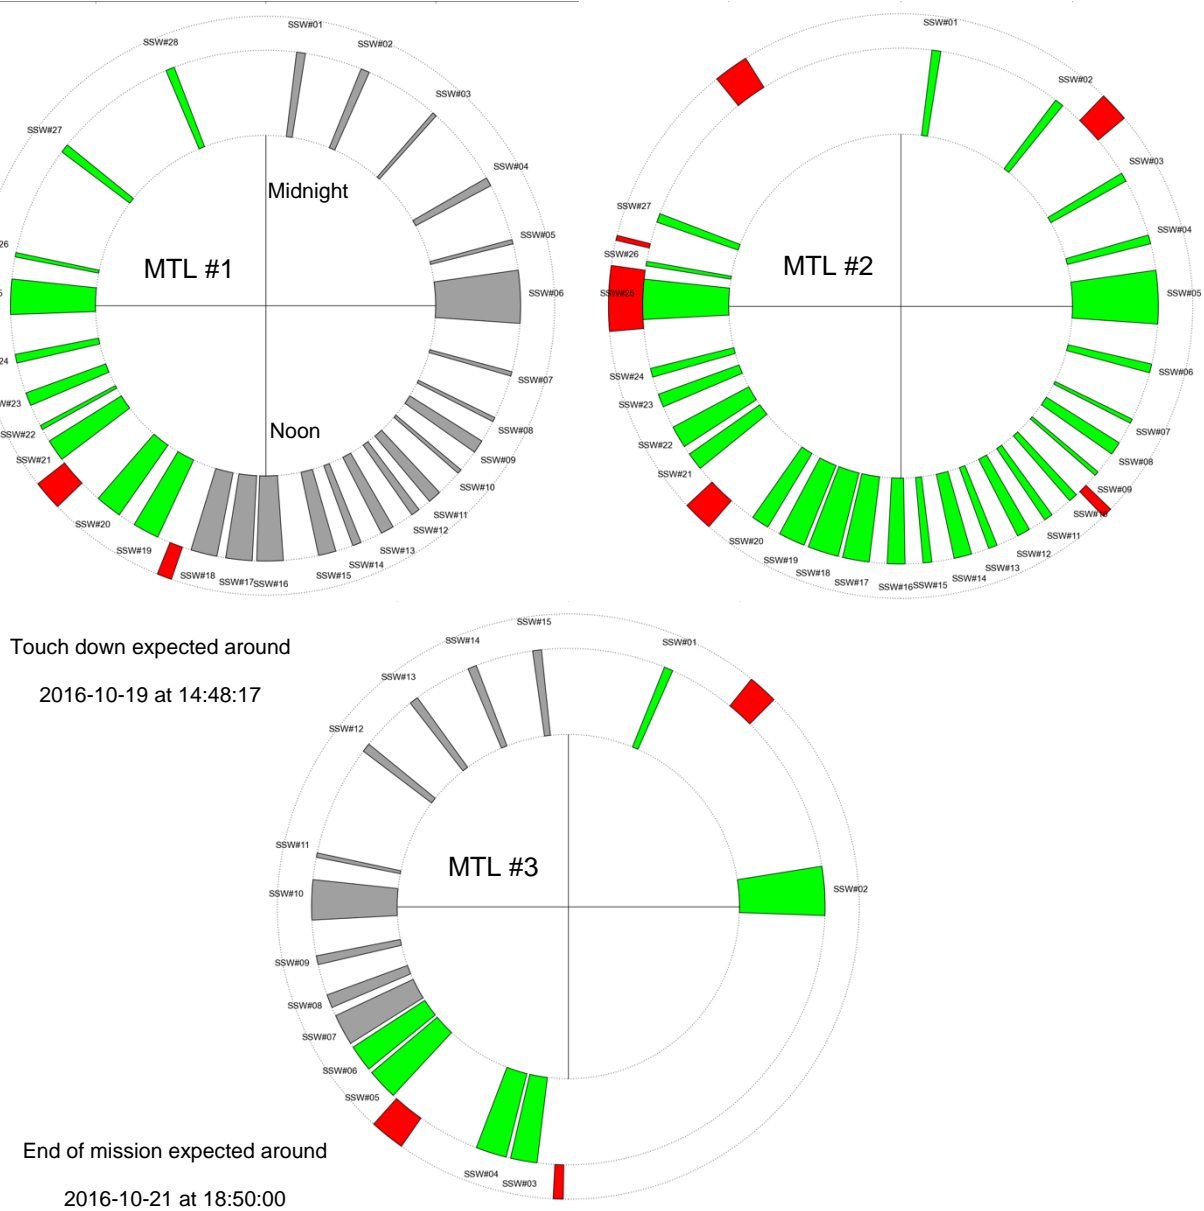 SSW#01
SSW#02
SSW#03
SSW#04
SSW#05
SSW#06
SSW#07
SSW#08
SSW#09
SSW#10
SSW#11
SSW#12
SSW#13
SSW#14
SSW#15
SSW#16
SSW#17
SSW#18
SSW#19
SSW#20
SSW#21
SSW#22
W#23
24
5
26
SSW#27
SSW#28
Midnight
MTL #1
Noon
SSW#01
SSW#02
SSW#03
SSW#04
SSW#05
SSW#06
SSW#07
SSW#08
SSW#09
SSW#10
SSW#11
SSW#12
SSW#13
SSW#14
SSW#15
SSW#16
SSW#17
SSW#18
SSW#19
SSW#20
SSW#21
SSW#22
SSW#23
SSW#24
SSW#25
SSW#26
SSW#27
MTL #2
Touch down expected around
2016-10-19 at 14:48:17
SSW#01
SSW#02
SSW#03
SSW#04
SSW#05
SSW#06
SSW#07
SSW#08
SSW#09
SSW#10
SSW#11
SSW#12
SSW#13
SSW#14
SSW#15
MTL #3
End of mission expected around
2016-10-21 at 18:50:00